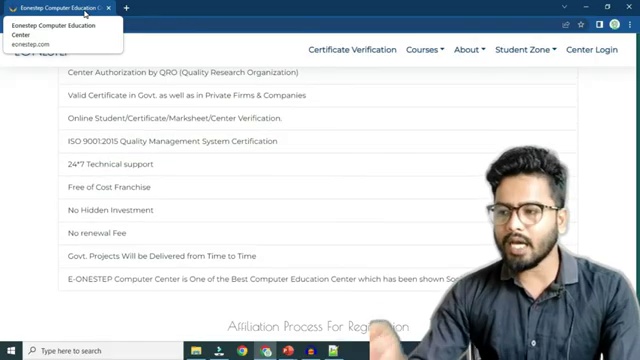 Eonestep Computer Education C
Eonestep Computer Education
Center
eonestep.com
Certificate Verification
Courses
About
Student Zone
Center Login
Center Authorization by QRO (Quality Research Organization)
Valid Certificate in Govt. as well as in Private Firms & Companies
Online Student/Certificate/Marksheet/Center Verification.
ISO 9001:2015 Quality Management System Certification
24*7 Technical support
Free of Cost Franchise
No Hidden Investment
No renewal Fee
Govt. Projects Will be Delivered from Time to Time
E-ONESTEP Computer Center is One of the Best Computer Education Center which has been shown
Affiliation Process For Registration
Type here to search